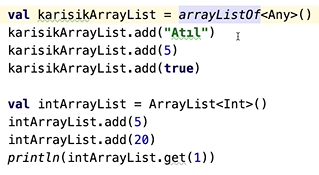 val karisikArrayList = arrayListOf<Any>()
karisikArrayList.add("Atıl")
karisikArrayList.add(5)
karisikArrayList.add(true)
val intArrayList = ArrayList<Int>()
intArrayList.add(5)
intArrayList.add(20)
println(intArrayList.get(1))